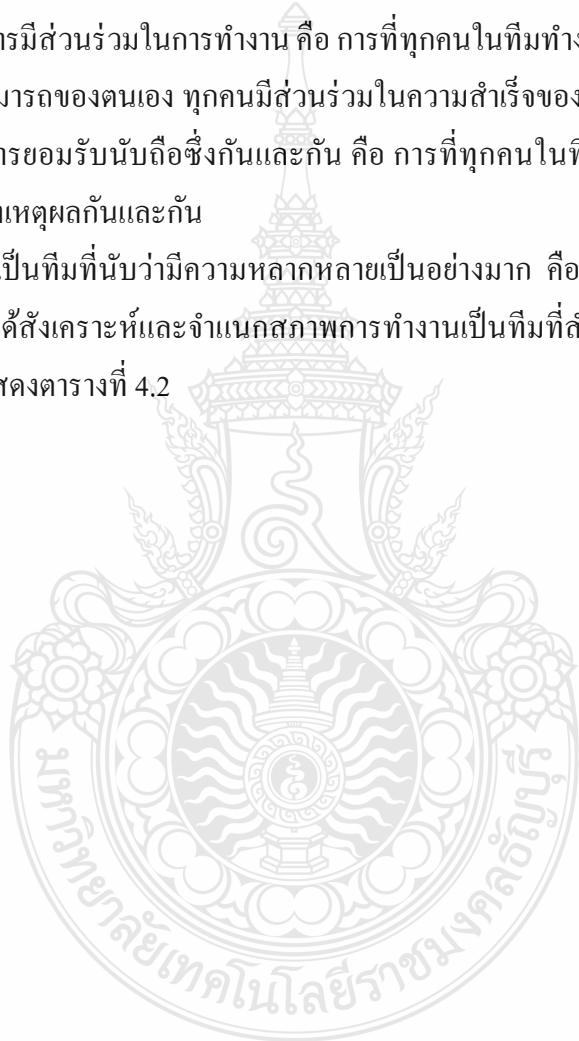 ารมีส่วนร่วมในการทำงาน คือ การที่ทุกคนในทีมทำง
มารถของตนเอง ทุกคนมีส่วนร่วมในความสำเร็จของ
ารยอมรับนับถือซึ่งกันและกัน คือ การที่ทุกคนในที
เหตุผลกันและกัน
เป็นทีมที่นับว่ามีความหลากหลายเป็นอย่างมาก คือ
ด้สังเคราะห์และจำแนกสภาพการทำงานเป็นทีมที่สำ
สดงตารางที่ 4.2
มหาวิทยาลัยเทคโนโลยีราชมงคลธัญบุรี